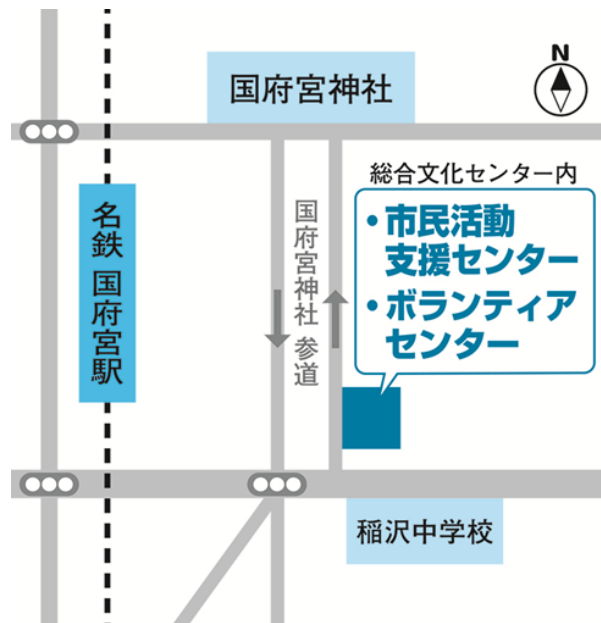 N
国府宮神社
総合文化センター内
・市民活動
支援センター
・ボランティア
センター
名鉄 国府宮駅
国府宮神社 参道
稲沢中学校